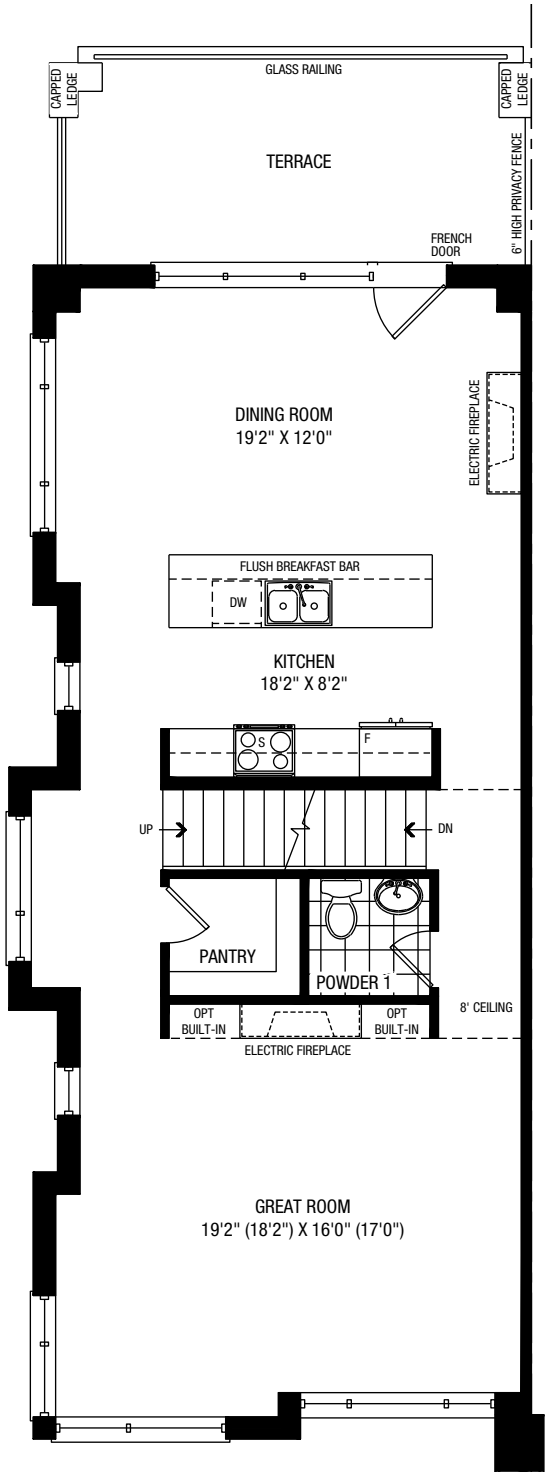 GLASS RAILING
CAPPED
LEDGE
CAPPED
LEDGE
TERRACE
6" HIGH PRIVACY FENCE
FRENCH
DOOR
DINING ROOM
19'2" X 12'0"
ELECTRIC FIREPLACE
FLUSH BREAKFAST BAR
DW
KITCHEN
18'2" X 8'2"
S
F
UP
DN
PANTRY
POWDER 1
OPT
BUILT-IN
OPT
BUILT-IN
8' CEILING
ELECTRIC FIREPLACE
GREAT ROOM
19'2" (18'2") X 16'0" (17'0")